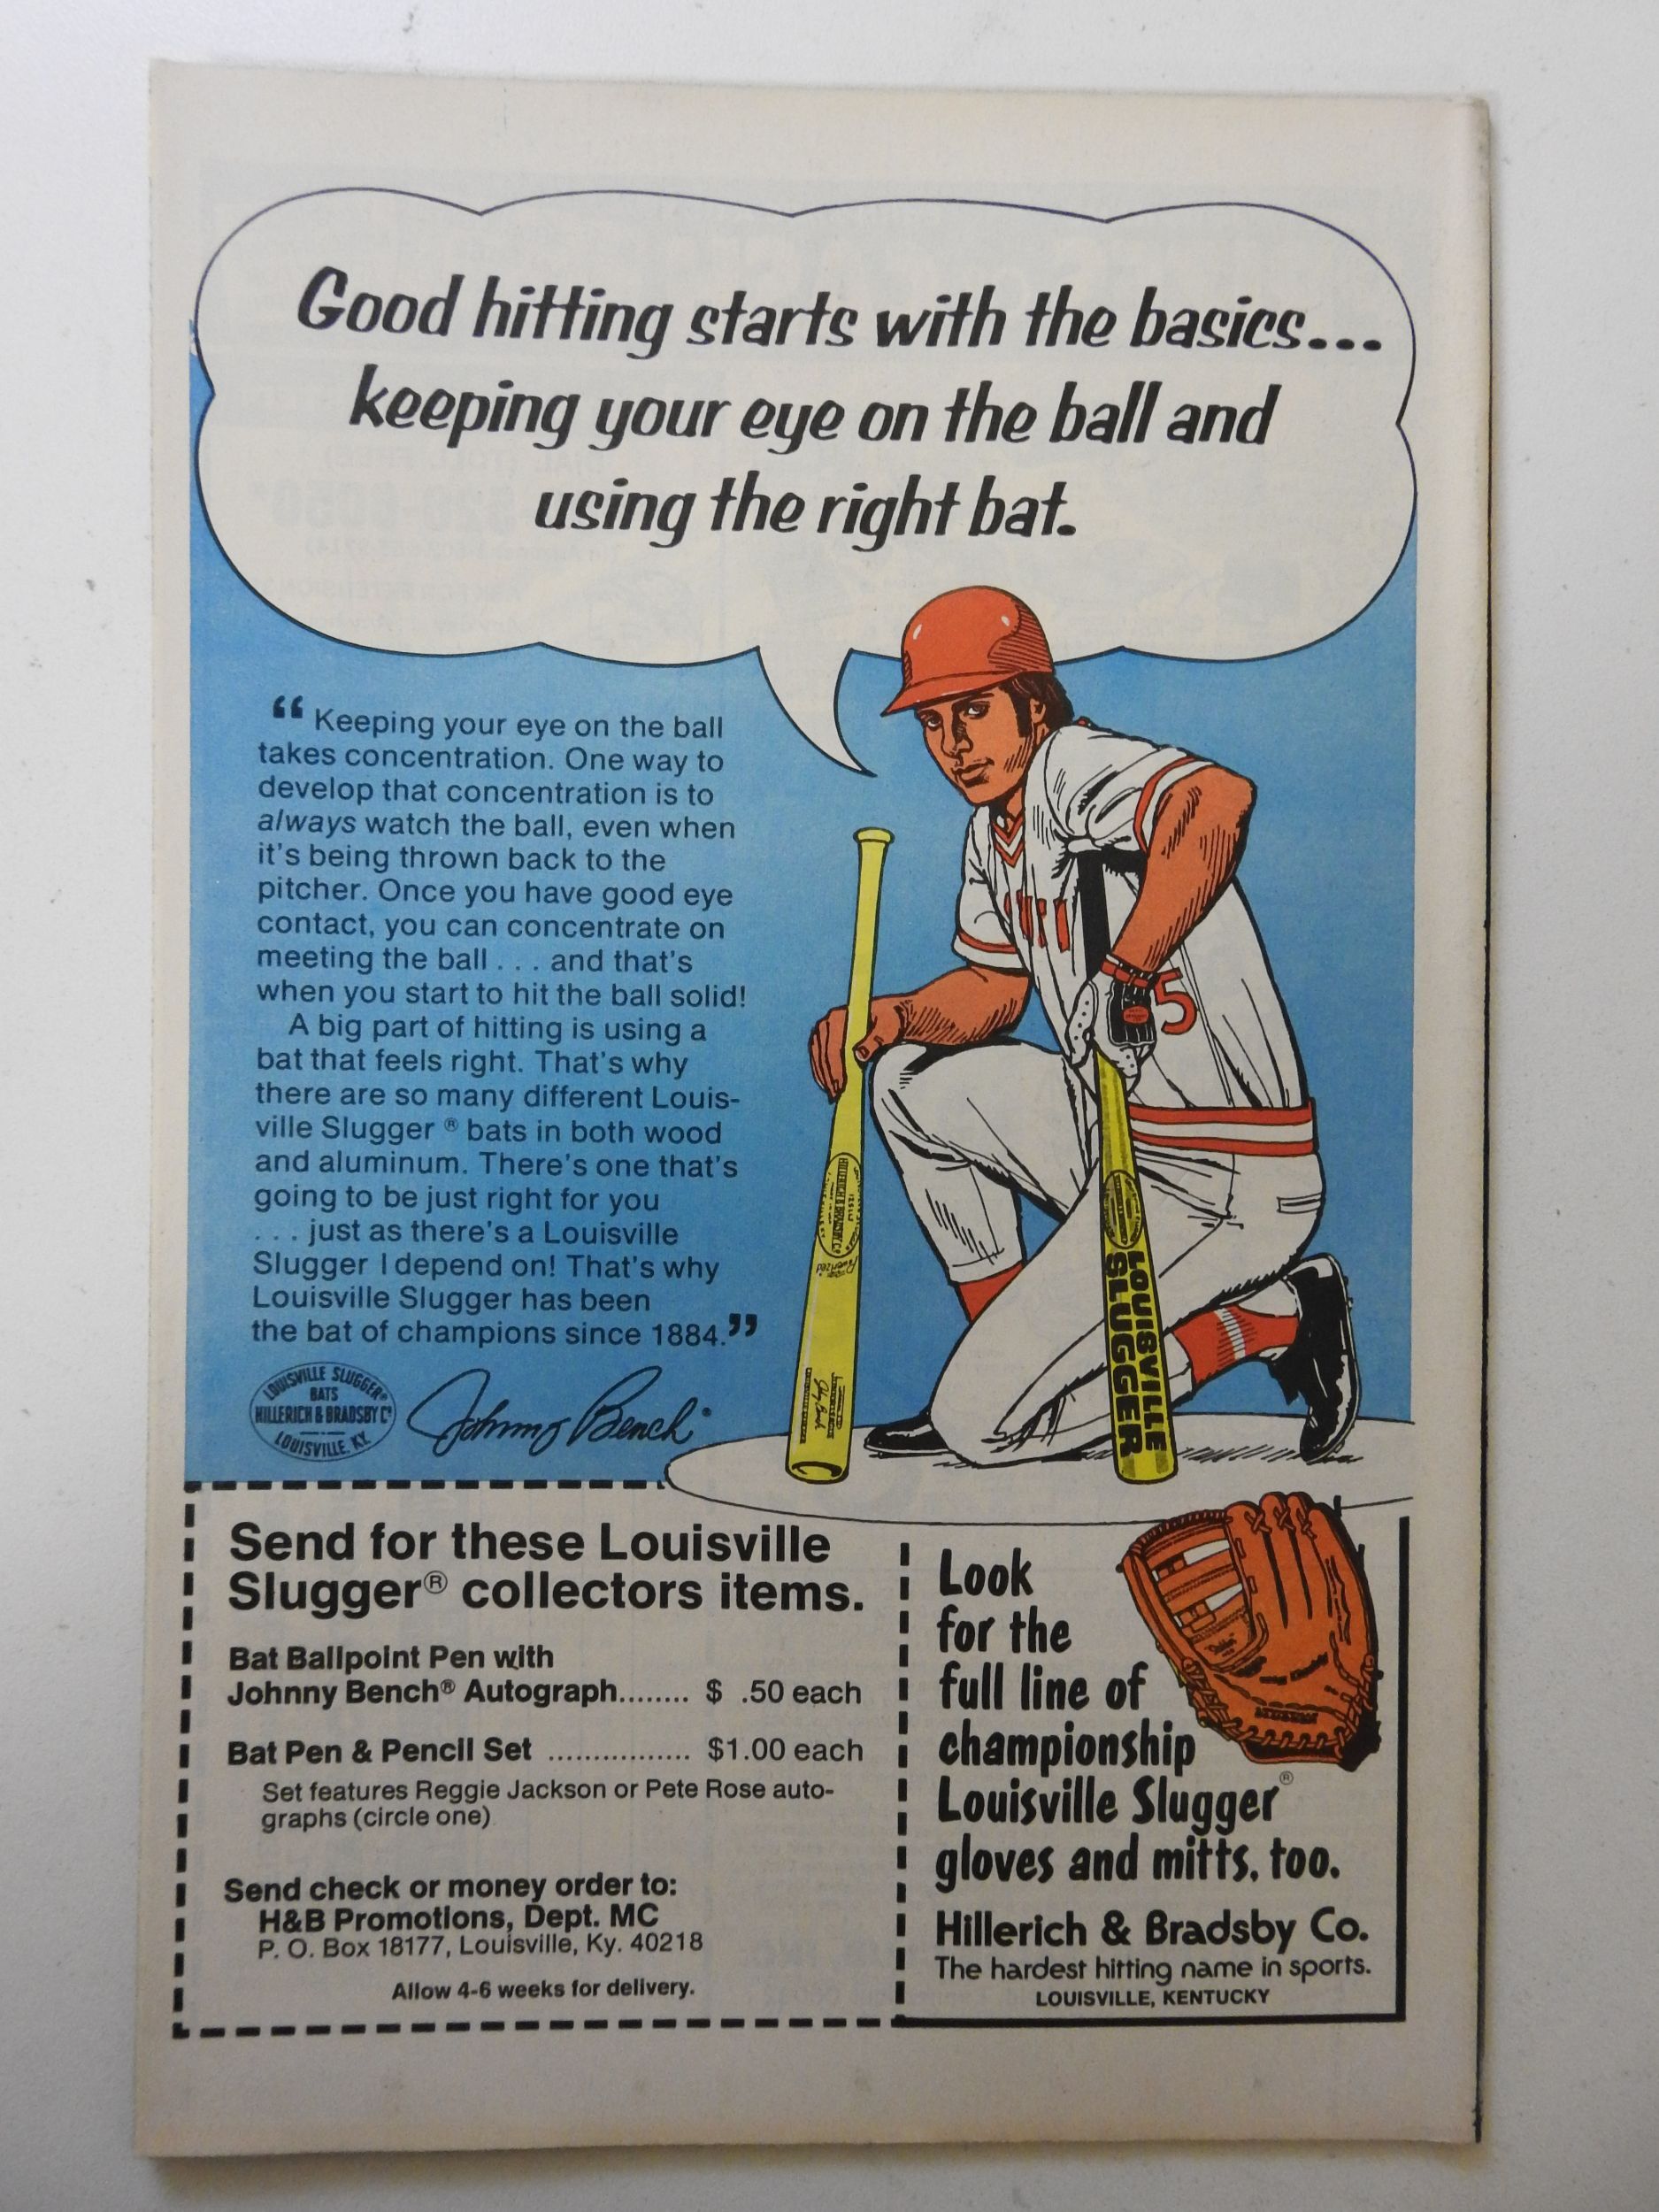 Good hitting starts with the basics...
keeping your eye on the ball and
using the right bat.
“ Keeping your eye on the ball
takes concentration. One way to
develop that concentration is to
always watch the ball, even when
it's being thrown back to the
pitcher. Once you have good eye
contact, you can concentrate on
meeting the ball . . . and that's
when you start to hit the ball solid!
A big part of hitting is using a
bat that feels right. That's why
there are so many different Louis-
ville Slugger ® bats in both wood
and aluminum. There's one that's
going to be just right for you
. . . just as there's a Louisville
Slugger I depend on! That's why
Louisville Slugger has been
the bat of champions since 1884.”
LOUISVILLE SLUGGER®
BATS
HILLERICH & BRADSBY Cº
LOUISVILLE, KY.
Johnny Bench®
5
HILLERICH & BRADSBY Cº
Powerized
LOUISVILLE
SLUGGER
Send for these Louisville
Slugger® collectors items.
Bat Ballpoint Pen with
Johnny Bench® Autograph........ $ .50 each
Bat Pen & Pencil Set ................ $1.00 each
Set features Reggie Jackson or Pete Rose auto-
graphs (circle one)
Send check or money order to:
H&B Promotions, Dept. MC
P. O. Box 18177, Louisville, Ky. 40218
Allow 4-6 weeks for delivery.
Look
for the
full line of
championship
Louisville Slugger®
gloves and mitts, too.
Hillerich & Bradsby Co.
The hardest hitting name in sports.
LOUISVILLE, KENTUCKY